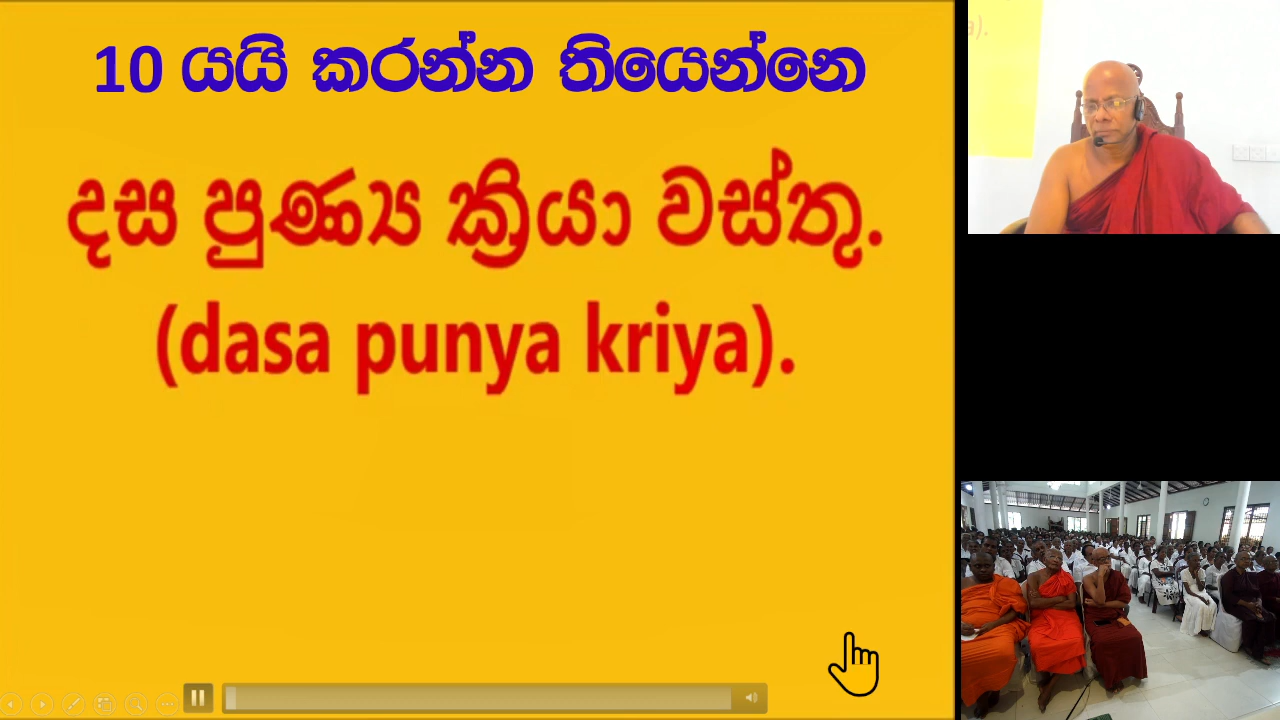 10 යයි කරන්න තියෙන්නෙ
දස පුණ්‍ය ක්‍රියා වස්තු.
(dasa punya kriya).
a).